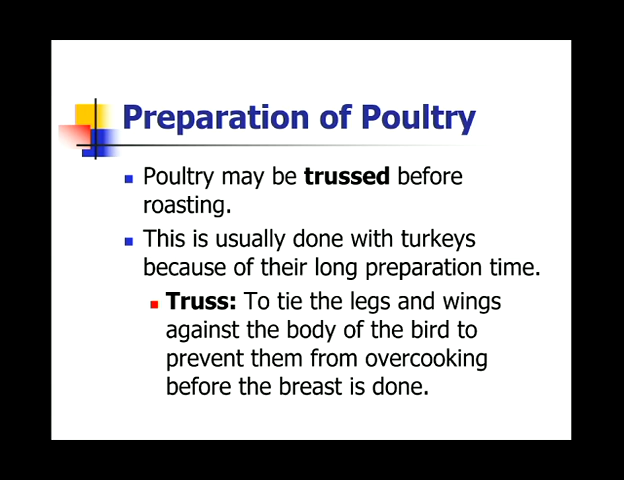 Preparation of Poultry
Poultry may be trussed before
roasting.
This is usually done with turkeys
because of their long preparation time.
Truss: To tie the legs and wings
against the body of the bird to
prevent them from overcooking
before the breast is done.